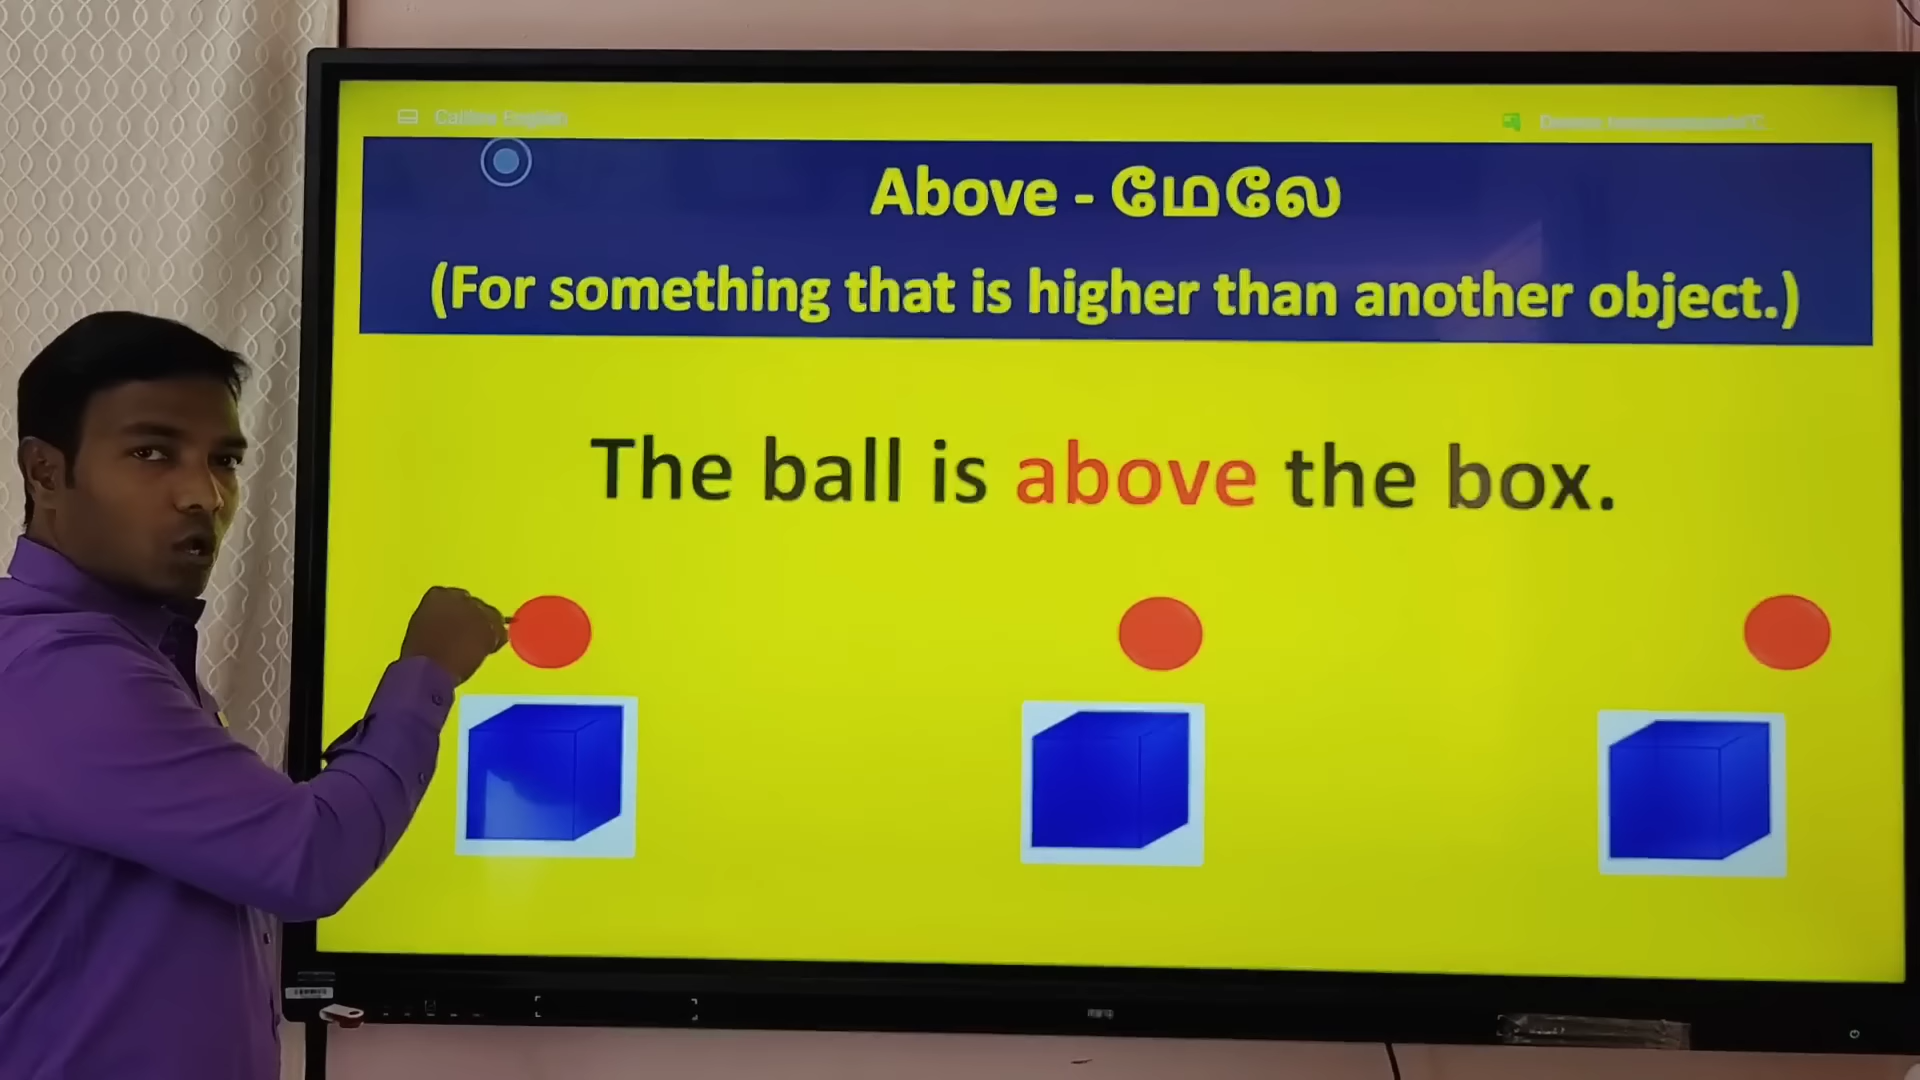 Above - மேலே
(For something that is higher than another object.)
The ball is above the box.